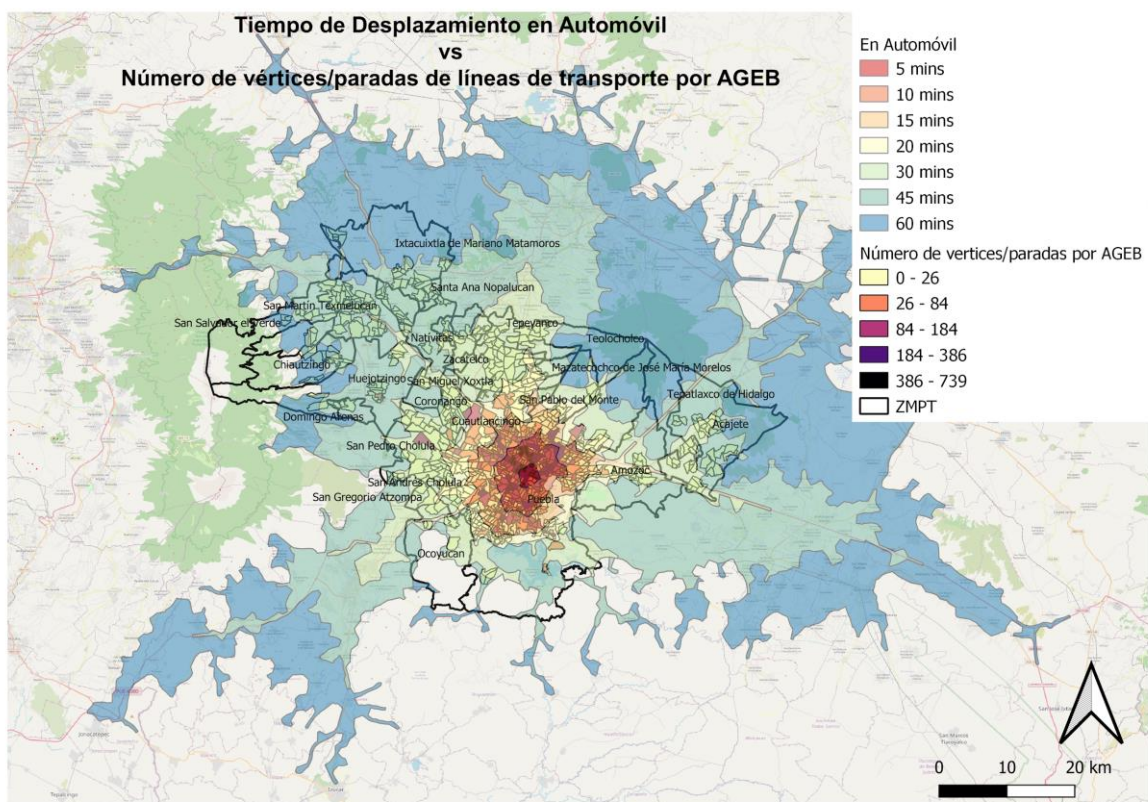 Tiempo de Desplazamiento en Automóvil
vs
Número de vértices/paradas de líneas de transporte por AGEB
En Automóvil
5 mins
10 mins
15 mins
20 mins
30 mins
45 mins
60 mins
Número de vertices/paradas por AGEB
0 - 26
26 - 84
84 - 184
184 - 386
386 - 739
ZMPT
Ixtacuixtla de Mariano Matamoros
Santa Ana Nopalucan
San Martín Texmelucan
San Salvador el Verde
Tepeyanco
Nativitas
Teolocholco
Zacatelco
Chiautzingo
Mazatecochco de José María Morelos
Huejotzingo
San Miguel Xoxtla
Tepatlaxco de Hidalgo
Coronango
San Pablo del Monte
Domingo Arenas
Cuautlancingo
Acajete
San Pedro Cholula
Amozoc
San Andrés Cholula
San Gregorio Atzompa
Puebla
Ocoyucan
0 10 20 km